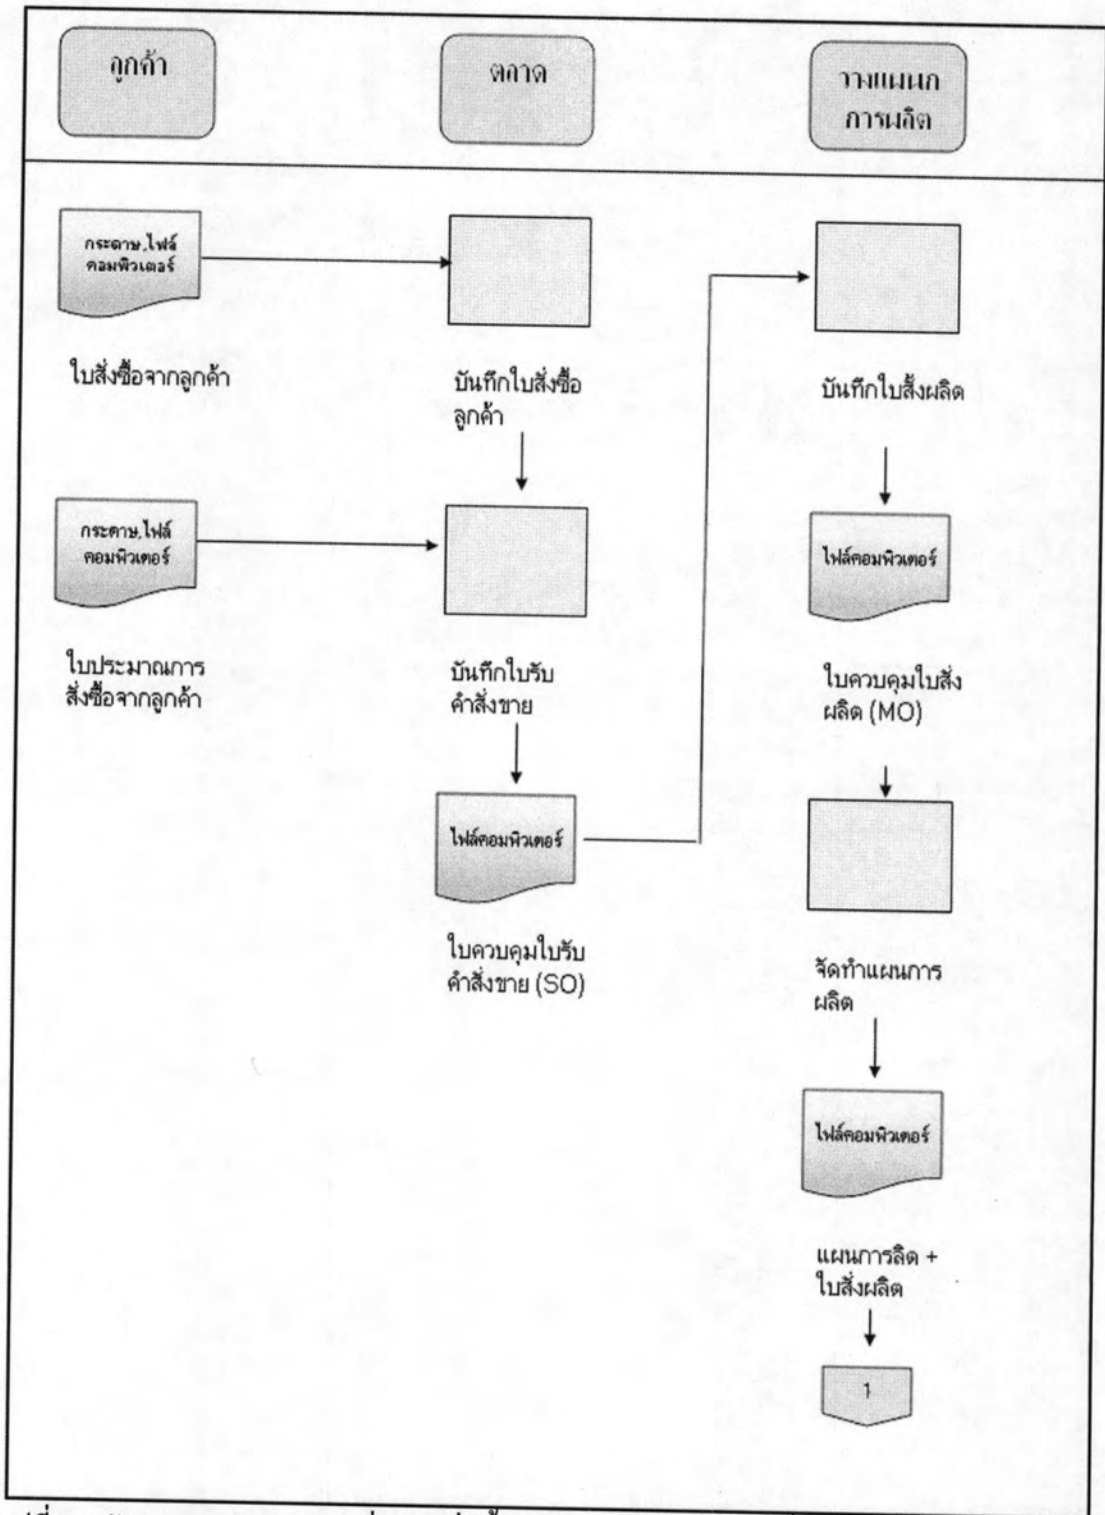 ลูกค้า
ตลาด
วางแผนก
การผลิต
กระดาษ,ไฟล์
คอมพิวเตอร์
ใบสั่งซื้อจากลูกค้า
บันทึกใบสั่งซื้อ
ลูกค้า
บันทึกใบสั้งผลิต
กระดาษ,ไฟล์
คอมพิวเตอร์
ไฟล์คอมพิวเตอร์
ใบประมาณการ
สั่งซื้อจากลูกค้า
บันทึกใบรับ
คำสั่งขาย
ใบควบคุมใบสั่ง
ผลิต (MO)
ไฟล์คอมพิวเตอร์
ใบควบคุมใบรับ
คำสั่งขาย (SO)
จัดทำแผนการ
ผลิต
ไฟล์คอมพิวเตอร์
แผนการลิต +
ใบสั่งผลิต
1